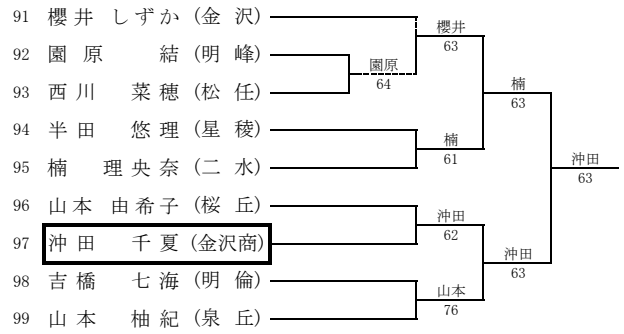 91 櫻井 しずか (金 沢)
櫻井
63
92 園原 結 (明 峰)
園原
64
93 西川 菜穂 (松 任)
楠
63
94 半田 悠理 (星 稜)
楠
61
95 楠 理央奈 (二 水)
沖田
63
96 山本 由希子 (桜 丘)
沖田
62
97 沖田 千夏 (金沢商)
沖田
63
98 吉橋 七海 (明 倫)
山本
76
99 山本 柚紀 (泉 丘)